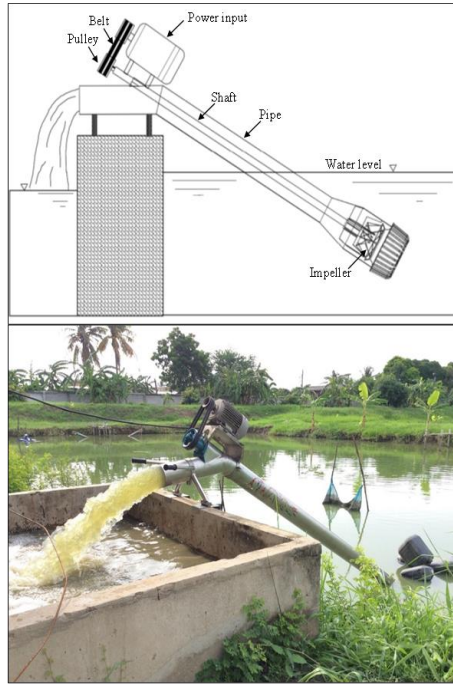 Power input
Belt
Pulley
Shaft
Pipe
Water level
Impeller